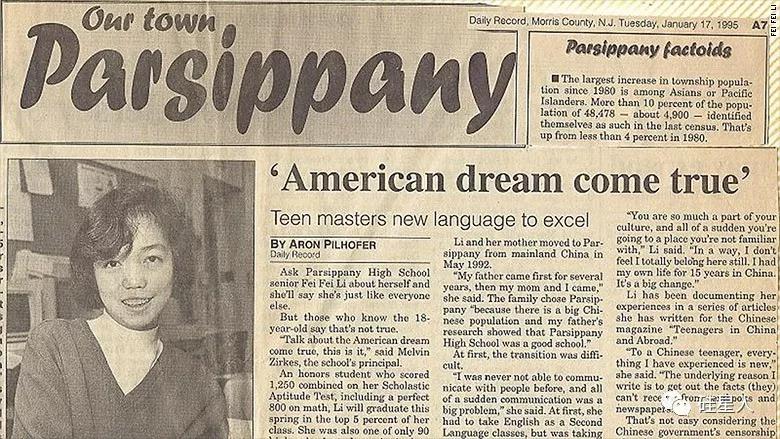 Our town
Parsippany
Daily Record, Morris County, N.J. Tuesday, January 17, 1995 A7
Parsippany factoids
■ The largest increase in township popula-
tion since 1980 is among Asians or Pacific
Islanders. More than 10 percent of the popu-
lation of 48,478 — about 4,900 — identified
themselves as such in the last census. That's
up from less than 4 percent in 1980.
FEI FEI LI
‘American dream come true’
Teen masters new language to excel
BY ARON PILHOFER
Daily Record
Ask Parsippany High School
senior Fei Fei Li about herself and
she'll say she's just like everyone
else.
But those who know the 18-
year-old say that's not true.
“Talk about the American dream
come true, this is it,” said Melvin
Zirkes, the school's principal.
An honors student who scored
1,250 combined on her Scholastic
Aptitude Test, including a perfect
800 on math, Li will graduate this
spring in the top 5 percent of her
class. She was also one of only 90
Li and her mother moved to Par-
sippany from mainland China in
May 1992.
“My father came first for several
years, then my mom and I came,”
she said. The family chose Parsip-
pany “because there is a big Chi-
nese population and my father's
research showed that Parsippany
High School was a good school.”
At first, the transition was diffi-
cult.
“I was never not able to commu-
nicate with people before, and all
of a sudden communication was a
big problem,” she said. At first, she
had to take English as a Second
Language classes, but was taking
“You are so much a part of your
culture, and all of a sudden you're
going to a place you're not familiar
with,” Li said. “In a way, I don't
feel I totally belong here still. I had
my own life for 15 years in China.
It's a big change.”
Li has been documenting her
experiences in a series of articles
she has written for the Chinese
magazine “Teenagers in China
and Abroad.”
“To a Chinese teenager, every-
thing I have experienced is new,”
she said. “The underlying reason I
write is to get out the facts (they)
can't from
newspapers
That's not easy considering the
Chinese government's censorship
硅星人